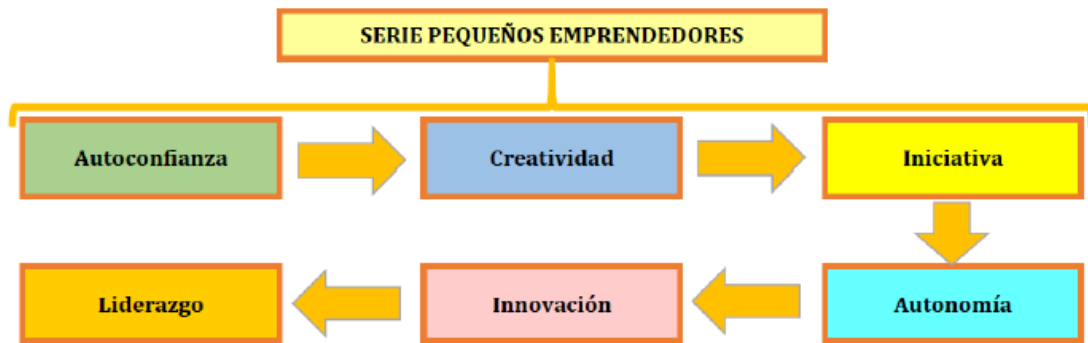 SERIE PEQUEÑOS EMPRENDEDORES
Autoconfianza
Creatividad
Iniciativa
Autonomía
Innovación
Liderazgo